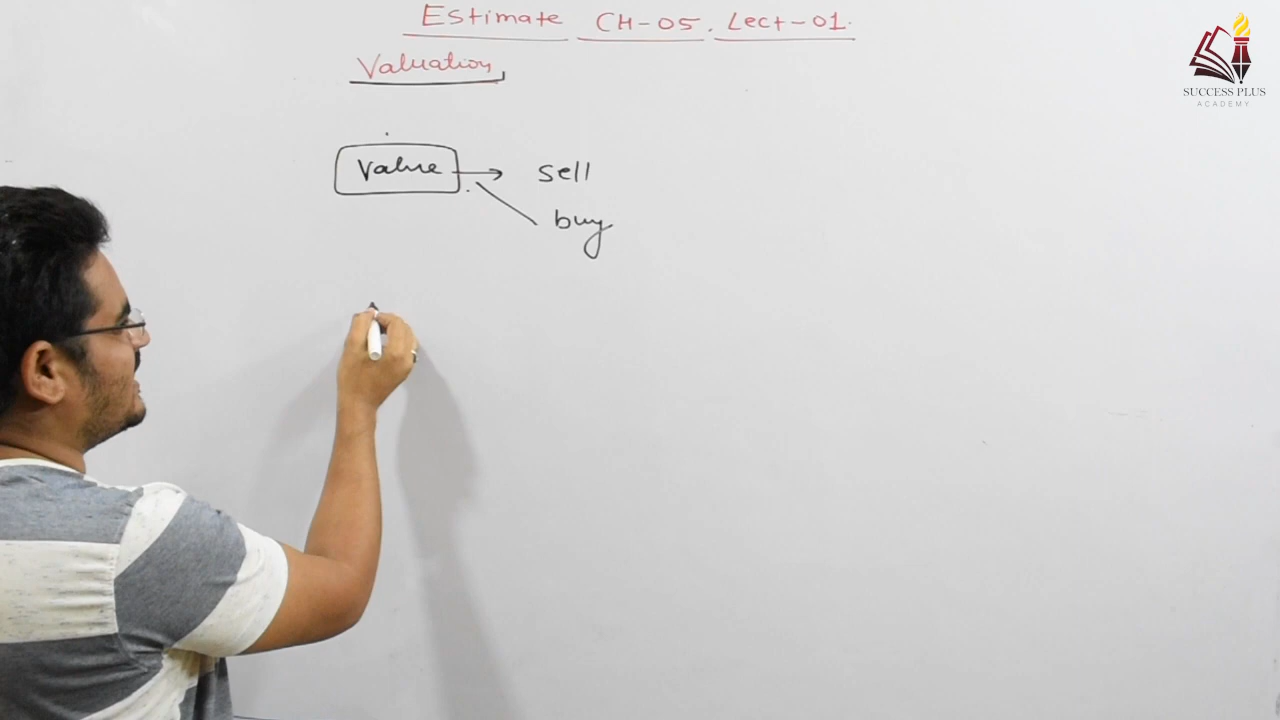 Estimate CH-05. Lect-01.
Valuation
Value → sell
buy
SUCCESS PLUS
ACADEMY